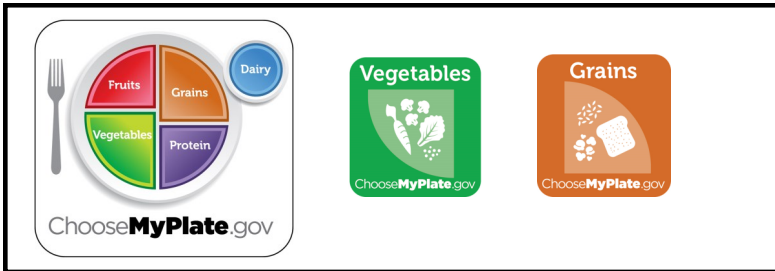 Fruits
Grains
Dairy
Vegetables
Protein
ChooseMyPlate.gov
Vegetables
ChooseMyPlate.gov
Grains
ChooseMyPlate.gov